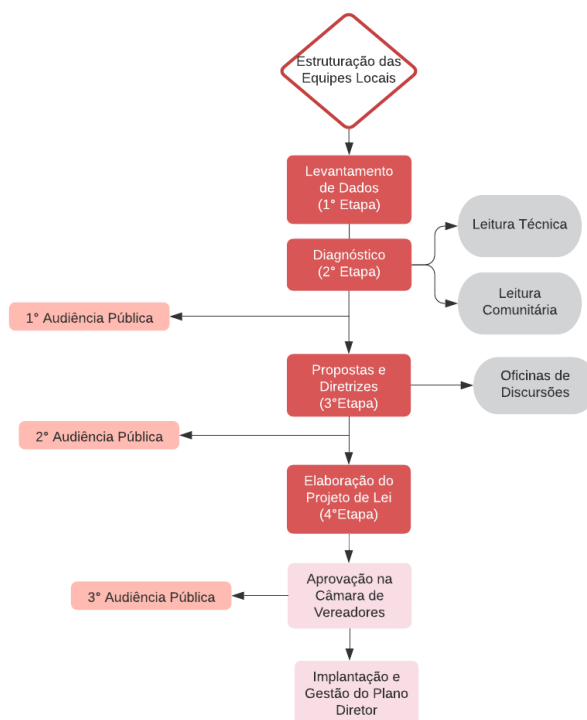 Estruturação das
Equipes Locais
Levantamento
de Dados
(1° Etapa)
Diagnóstico
(2° Etapa)
Leitura Técnica
Leitura
Comunitária
1° Audiência Pública
Propostas e
Diretrizes
(3°Etapa)
Oficinas de
Discursões
2° Audiência Pública
Elaboração do
Projeto de Lei
(4°Etapa)
Aprovação na
Câmara de
Vereadores
3° Audiência Pública
Implantação e
Gestão do Plano
Diretor